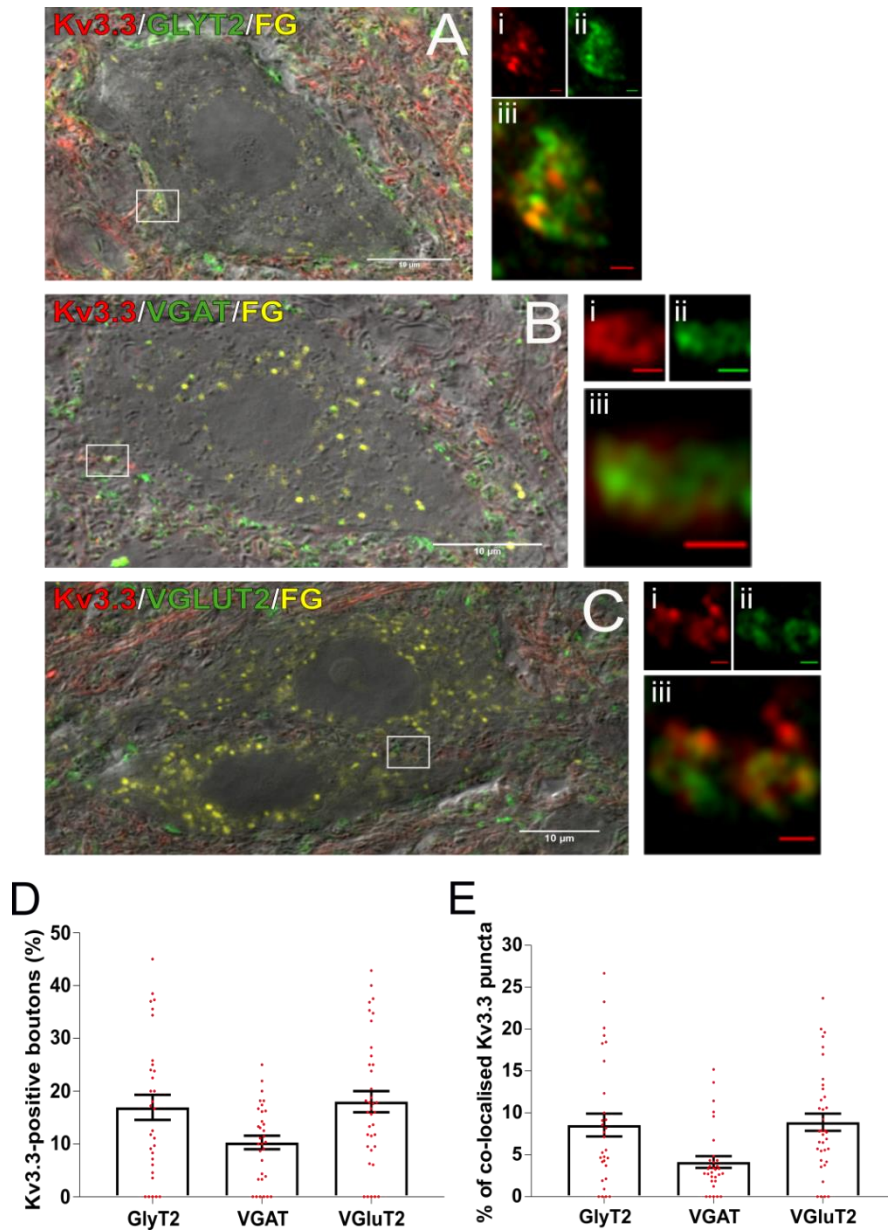 Kv3.3/GLYT2/FG
A
i
ii
iii
10 µm
Kv3.3/VGAT/FG
B
i
ii
iii
10 µm
Kv3.3/VGLUT2/FG
C
i
ii
iii
10 µm
D
Kv3.3-positive boutons (%)
50
40
30
20
10
0
GlyT2 VGAT VGluT2
E
% of co-localised Kv3.3 puncta
30
25
20
15
10
5
0
GlyT2 VGAT VGluT2